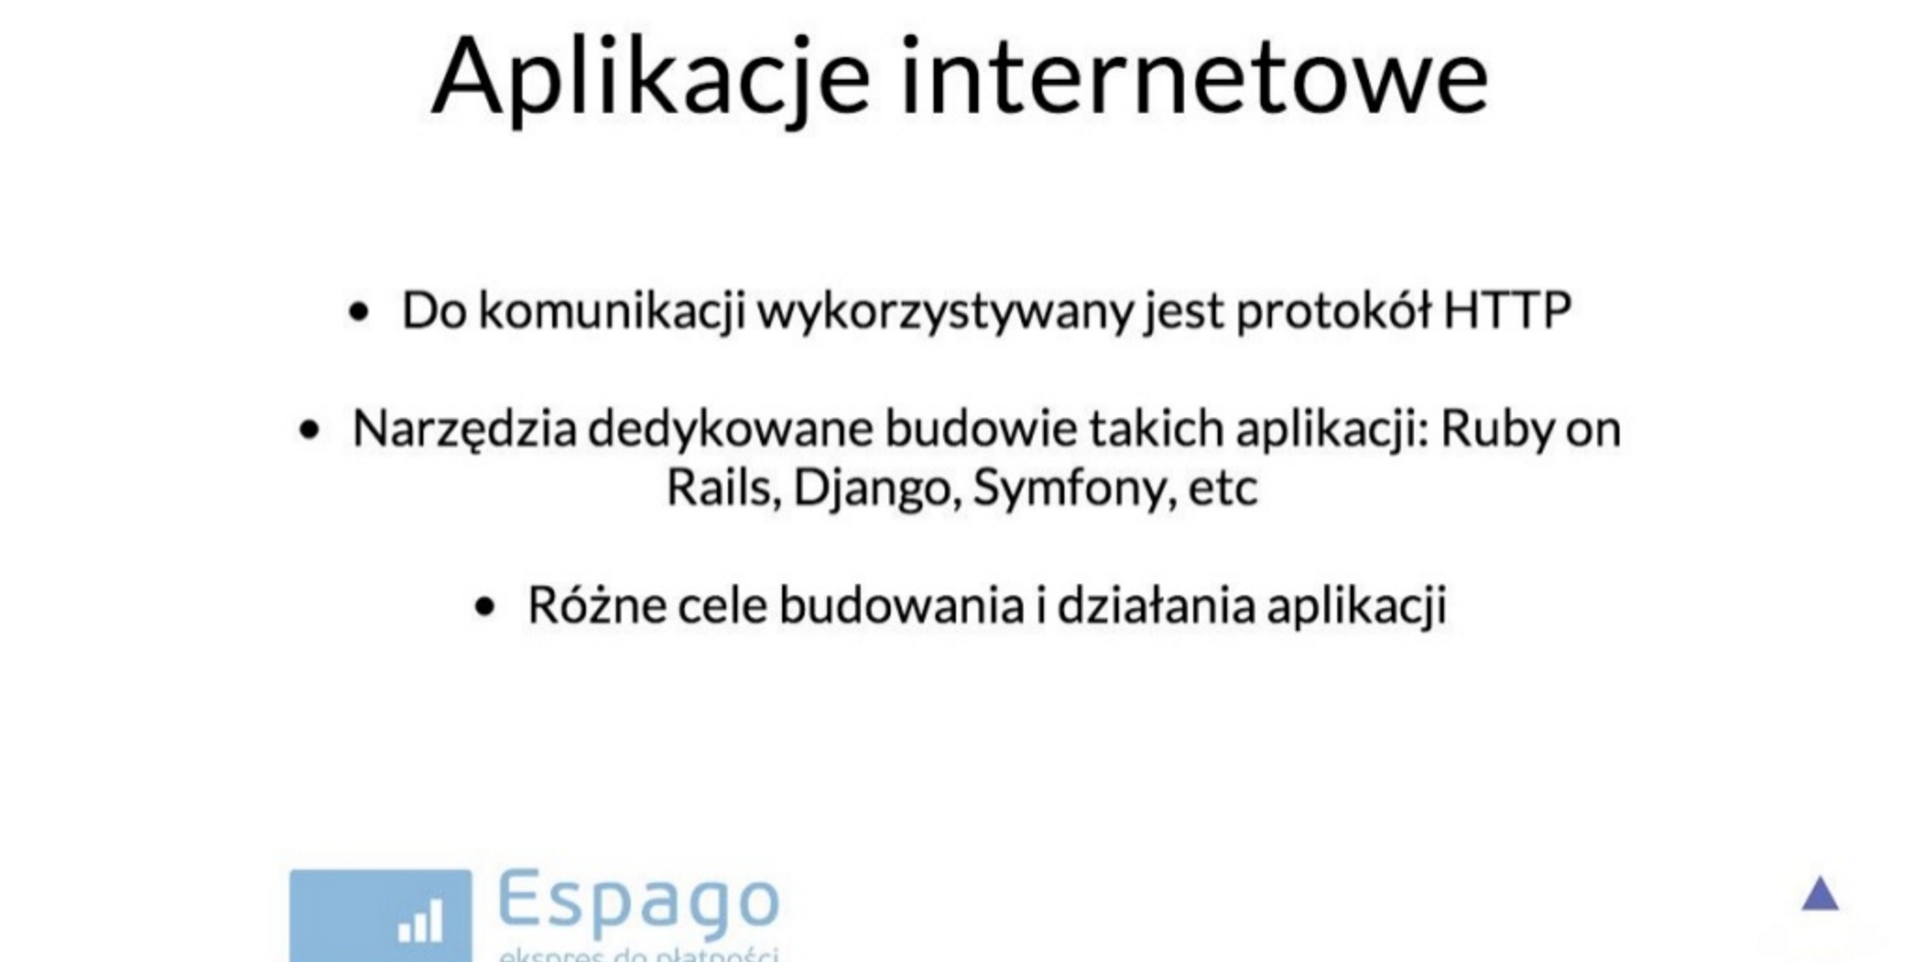 Aplikacje internetowe
• Do komunikacji wykorzystywany jest protokół HTTP
• Narzędzia dedykowane budowie takich aplikacji: Ruby on
Rails, Django, Symfony, etc
• Różne cele budowania i działania aplikacji
Espago
ekspres do płatności